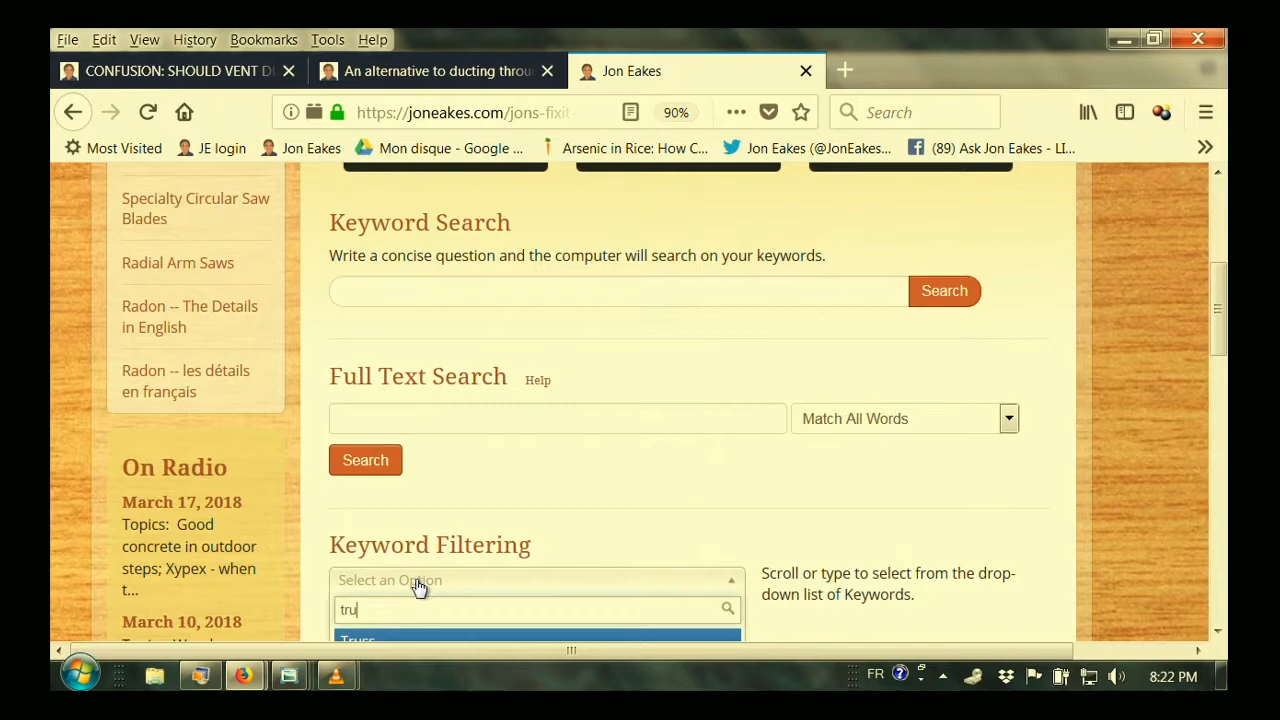 File Edit View History Bookmarks Tools Help
CONFUSION: SHOULD VENT DU An alternative to ducting throu Jon Eakes
https://joneakes.com/jons-fixit- 90% Search
Most Visited JE login Jon Eakes Mon disque - Google ... Arsenic in Rice: How C... Jon Eakes (@JonEakes... (89) Ask Jon Eakes - LI...
Specialty Circular Saw
Blades
Radial Arm Saws
Radon -- The Details
in English
Radon -- les détails
en français
On Radio
March 17, 2018
Topics: Good
concrete in outdoor
steps; Xypex - when
t...
March 10, 2018
Keyword Search
Write a concise question and the computer will search on your keywords.
Search
Full Text Search Help
Match All Words
Search
Keyword Filtering
Select an Option
tru
Truss
Scroll or type to select from the drop-
down list of Keywords.
FR 8:22 PM